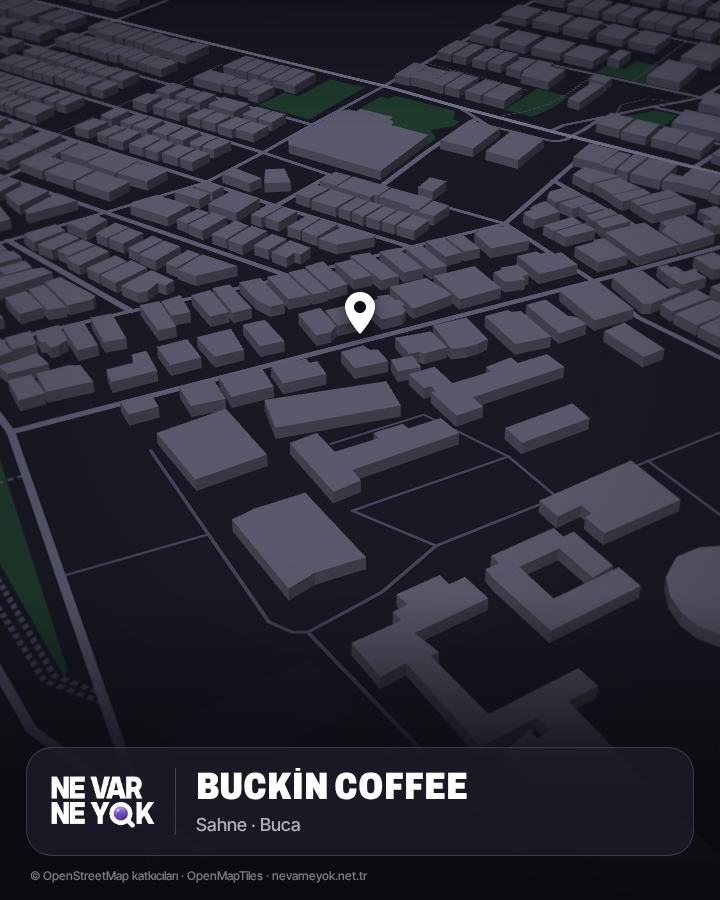 NE VAR
NE YOK
BUCKİN COFFEE
Sahne · Buca
© OpenStreetMap katkıcıları · OpenMapTiles · nevarneyok.net.tr